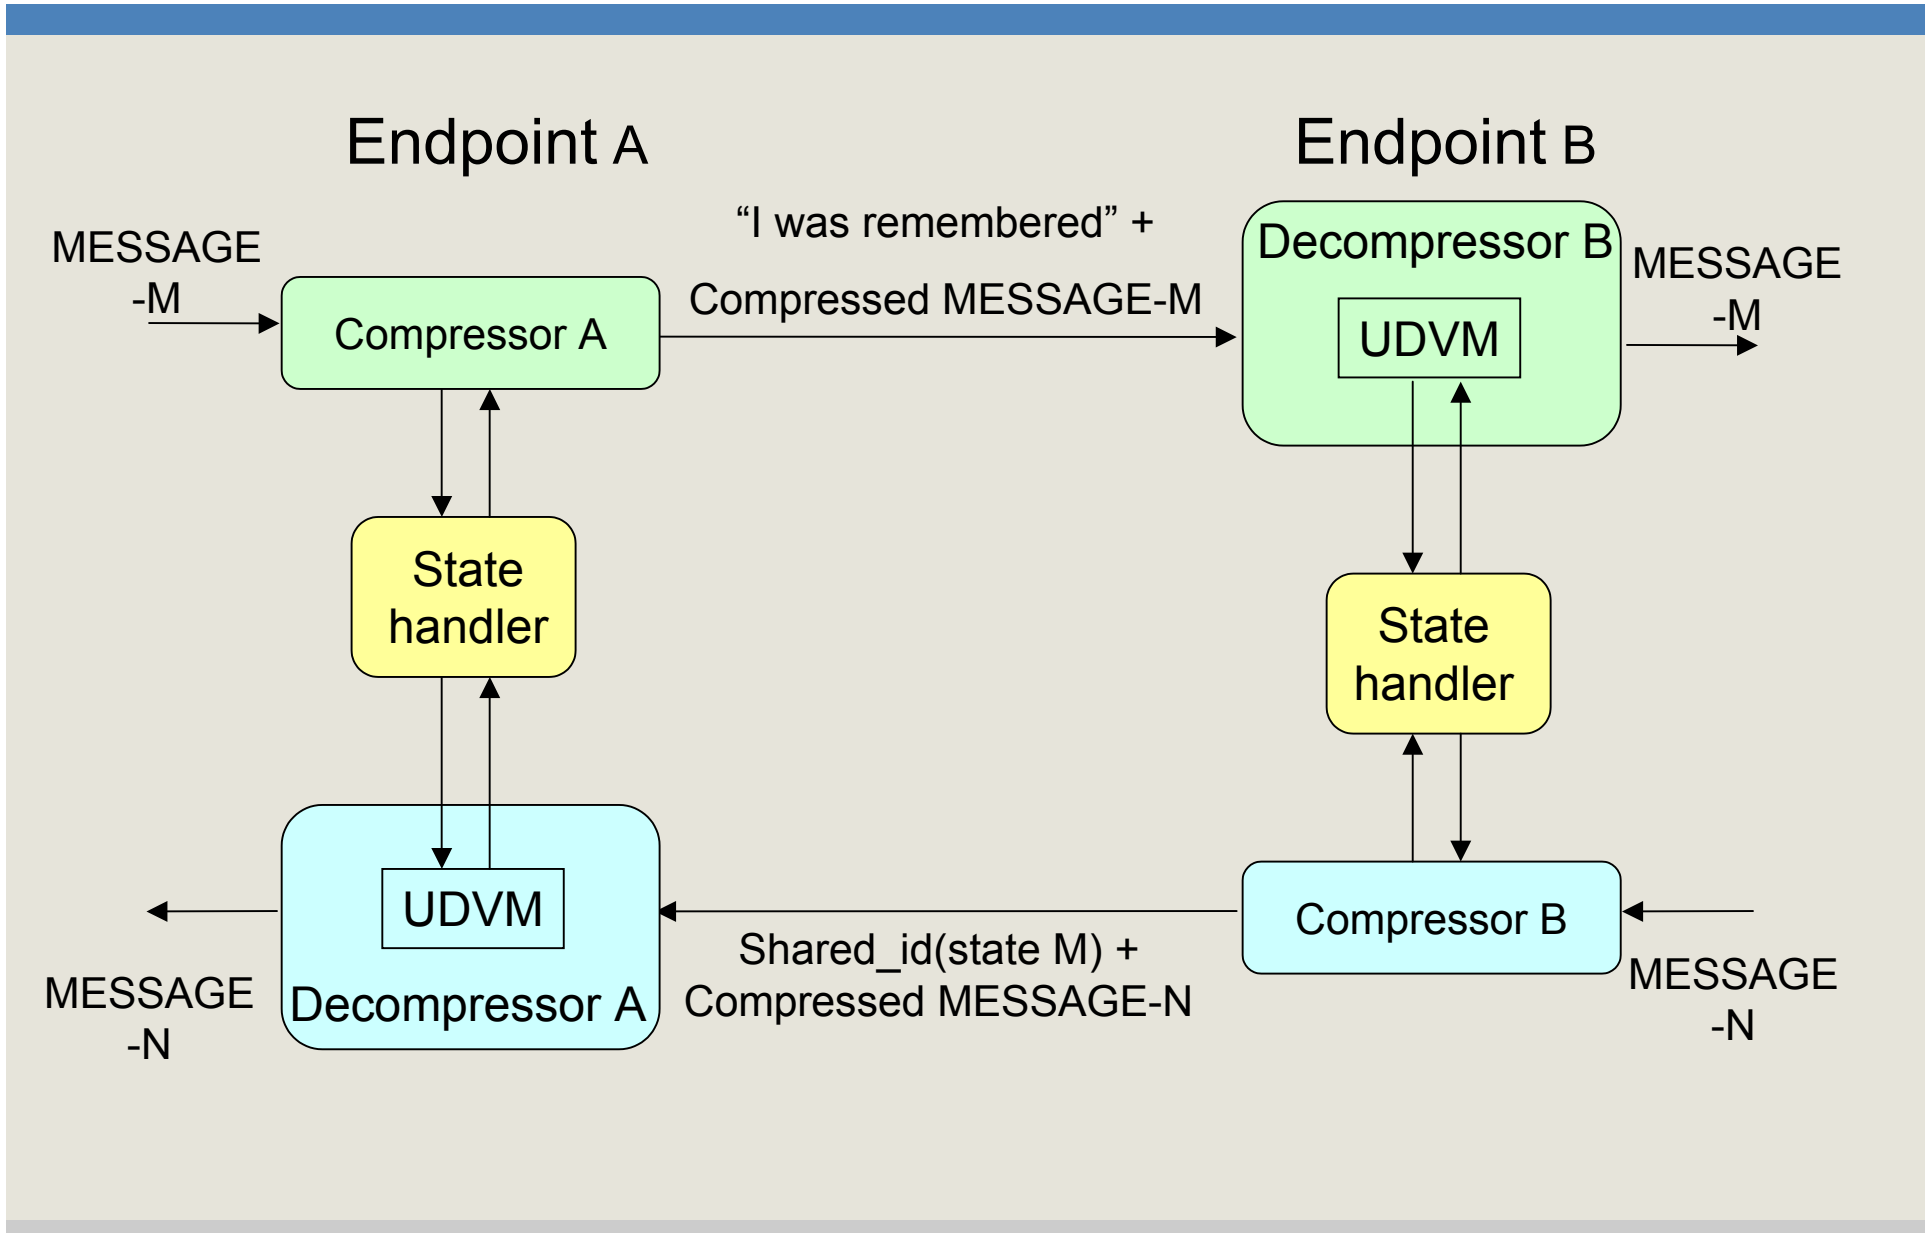 Endpoint A
Endpoint B
MESSAGE
-M
Compressor A
“I was remembered” +
Compressed MESSAGE-M
Decompressor B
UDVM
MESSAGE
-M
State
handler
State
handler
UDVM
Decompressor A
MESSAGE
-N
Shared_id(state M) +
Compressed MESSAGE-N
Compressor B
MESSAGE
-N